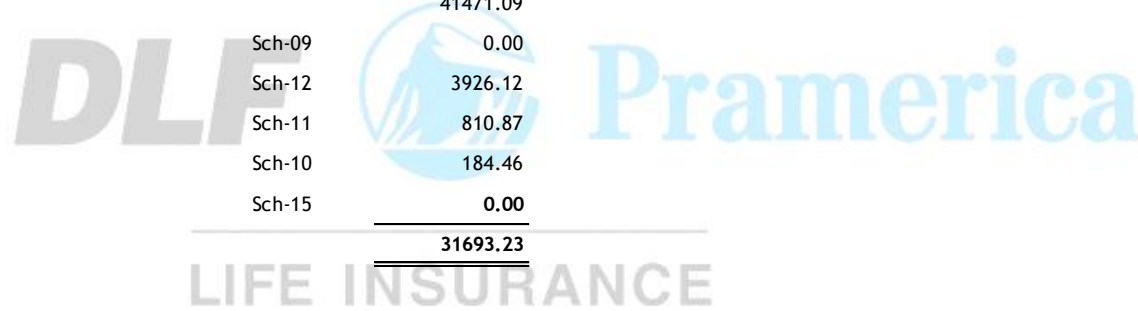 41471.09
Sch-09 0.00
Sch-12 3926.12
Sch-11 810.87
Sch-10 184.46
Sch-15 0.00
31693.23
DLF Pramerica
LIFE INSURANCE